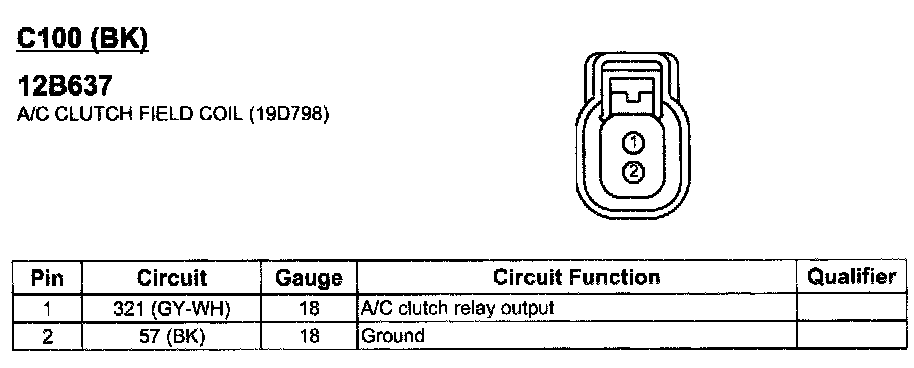 C100 (BK)
12B637
A/C CLUTCH FIELD COIL (19D798)
1
2
Pin Circuit Gauge Circuit Function Qualifier
1 321 (GY-WH) 18 A/C clutch relay output
2 57 (BK) 18 Ground